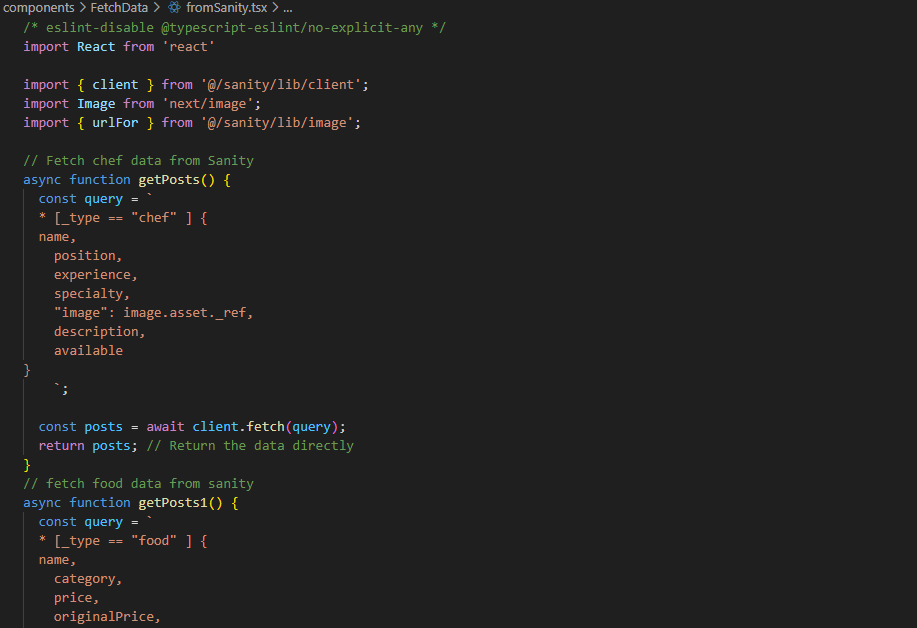 components > FetchData > fromSanity.tsx > ...
/* eslint-disable @typescript-eslint/no-explicit-any */
import React from 'react'

import { client } from '@/sanity/lib/client';
import Image from 'next/image';
import { urlFor } from '@/sanity/lib/image';

// Fetch chef data from Sanity
async function getPosts() {
  const query = `
  * [_type == "chef" ] {
  name,
    position,
    experience,
    specialty,
    "image": image.asset._ref,
    description,
    available
}
    `;

  const posts = await client.fetch(query);
  return posts; // Return the data directly
}
// fetch food data from sanity
async function getPosts1() {
  const query = `
  * [_type == "food" ] {
  name,
    category,
    price,
    originalPrice,